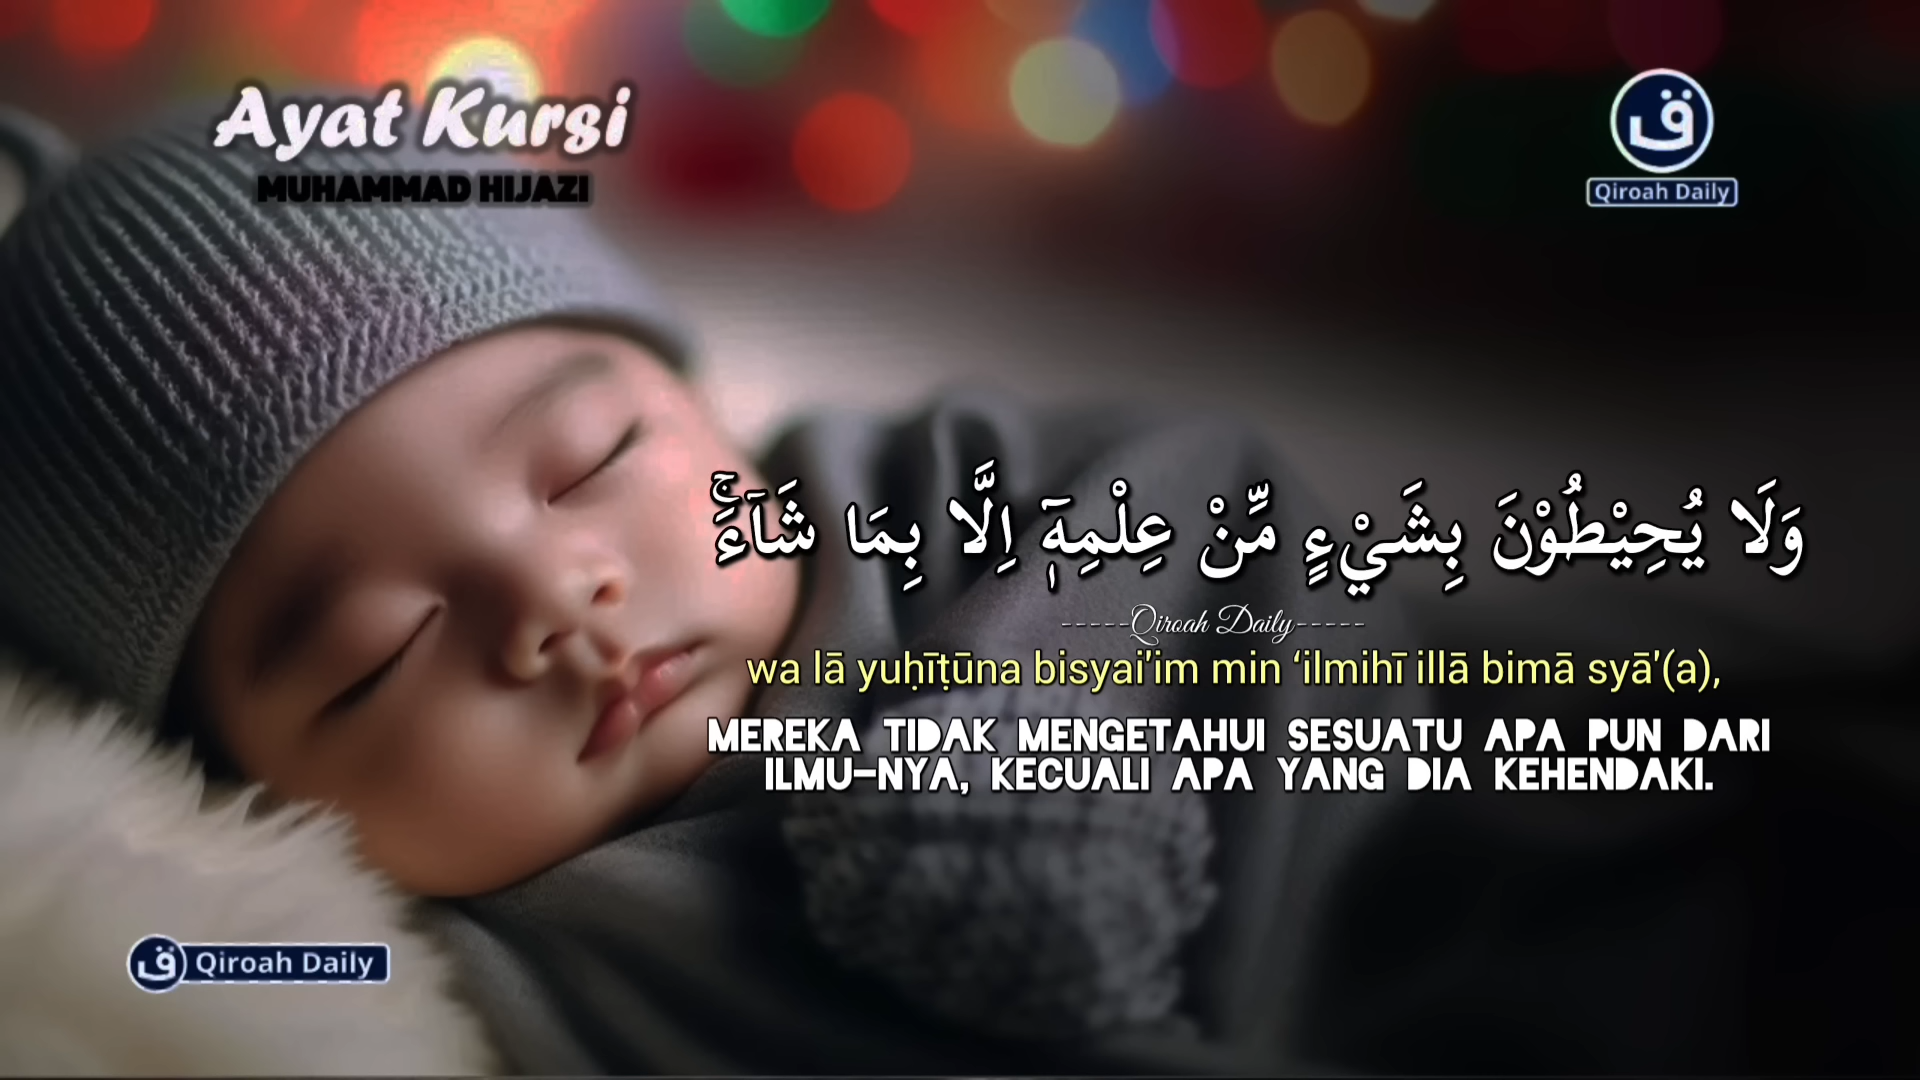 Ayat Kursi
MUHAMMAD HIJAZI
ق
Qiroah Daily
وَلَا يُحِيْطُوْنَ بِشَيْءٍ مِّنْ عِلْمِهٖٓ اِلَّا بِمَا شَاۤءَۚ
-----Qiroah Daily-----
wa lā yuḥīṭūna bisyai'im min ‘ilmihī illā bimā syā'(a),
MEREKA TIDAK MENGETAHUI SESUATU APA PUN DARI
ILMU-NYA, KECUALI APA YANG DIA KEHENDAKI.
ق Qiroah Daily